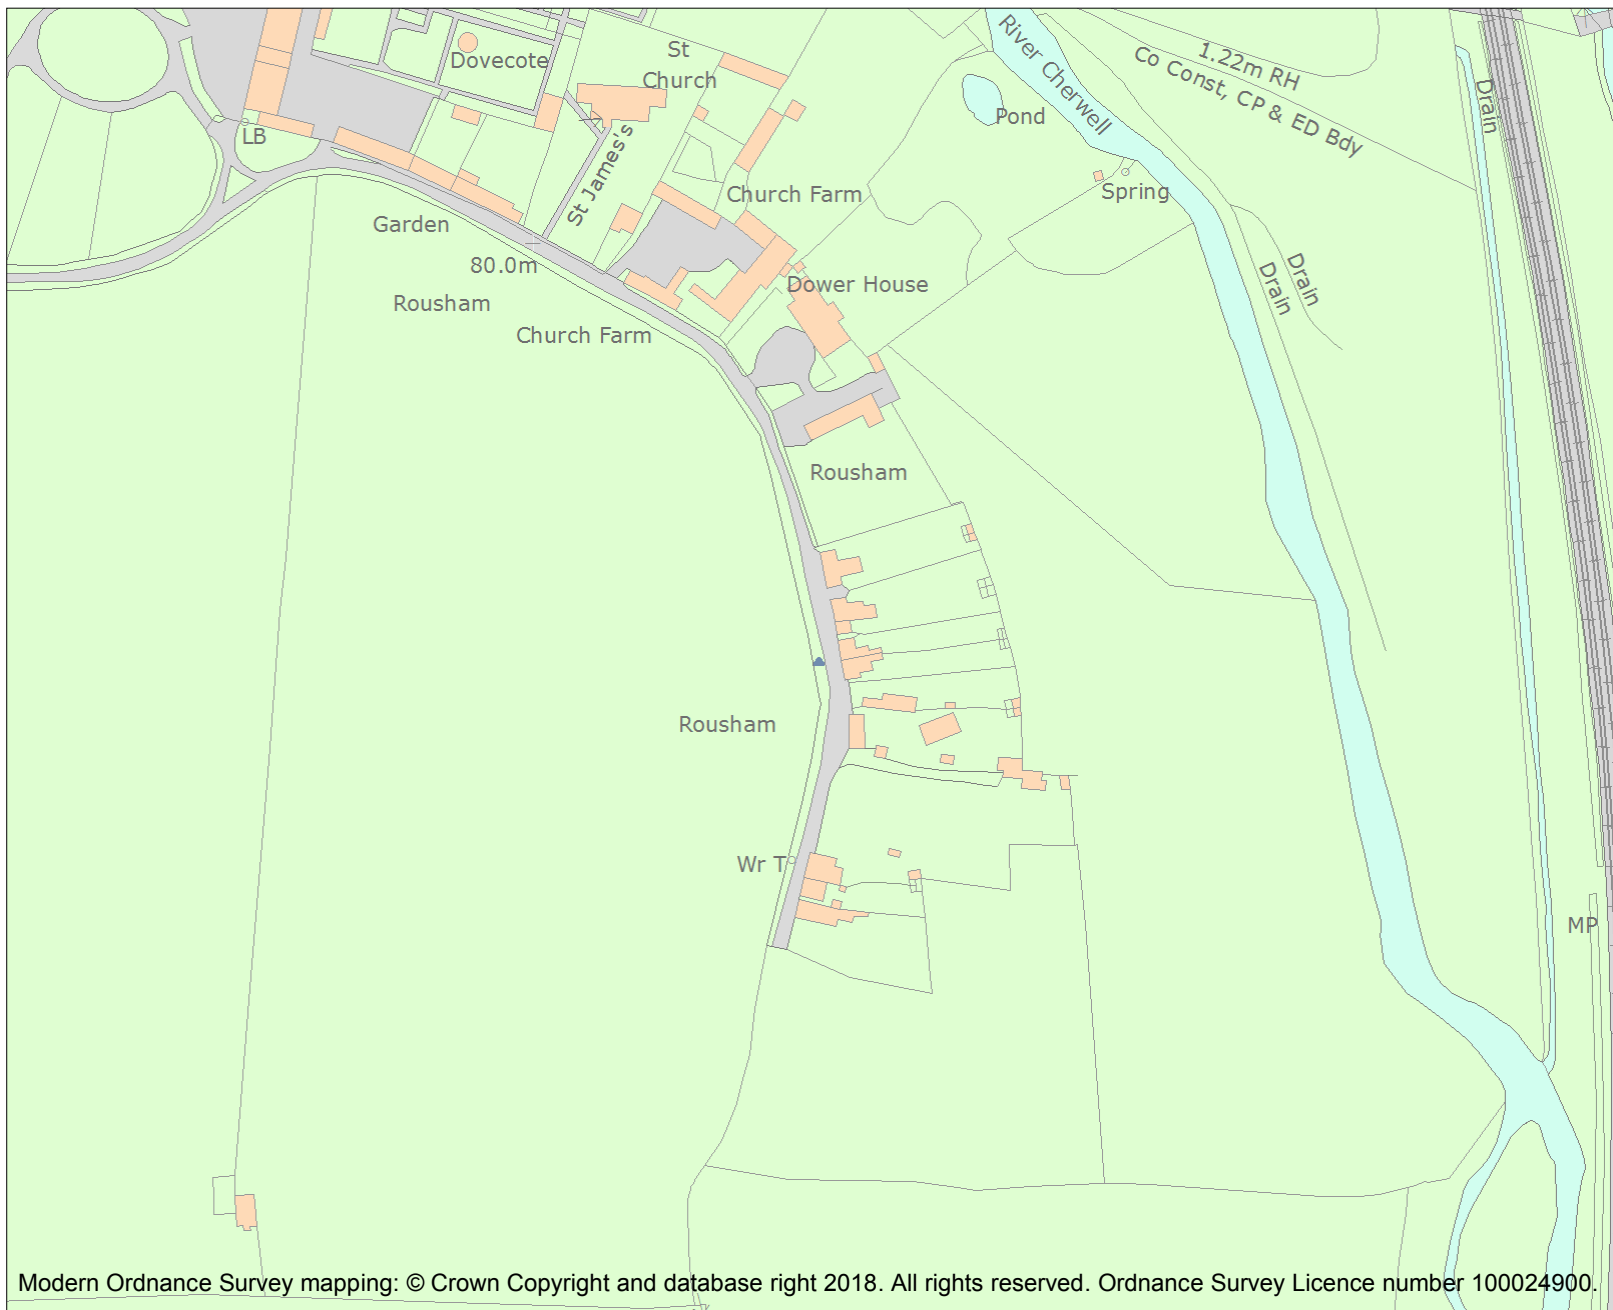 St
Church
Dovecote
LB
St James's
Garden
80.0m
Rousham
Church Farm
Church Farm
Dower House
Rousham
Pond
River Cherwell
Spring
1.22m RH
Co Const, CP & ED Bdy
Drain
Drain
Drain
Rousham
Wr T
MP
Modern Ordnance Survey mapping: © Crown Copyright and database right 2018. All rights reserved. Ordnance Survey Licence number 100024900.